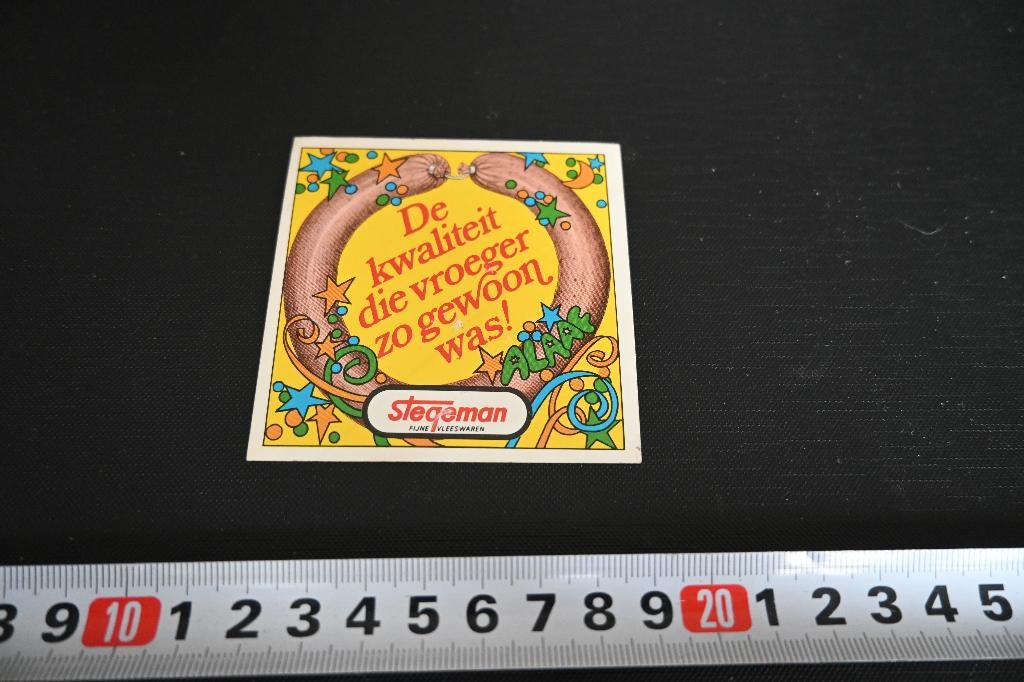 De
kwaliteit
die vroeger
zo gewoon
was!
ALAAF
Stegeman
FIJNE VLEESWAREN
8 9 10 1 2 3 4 5 6 7 8 9 20 1 2 3 4 5